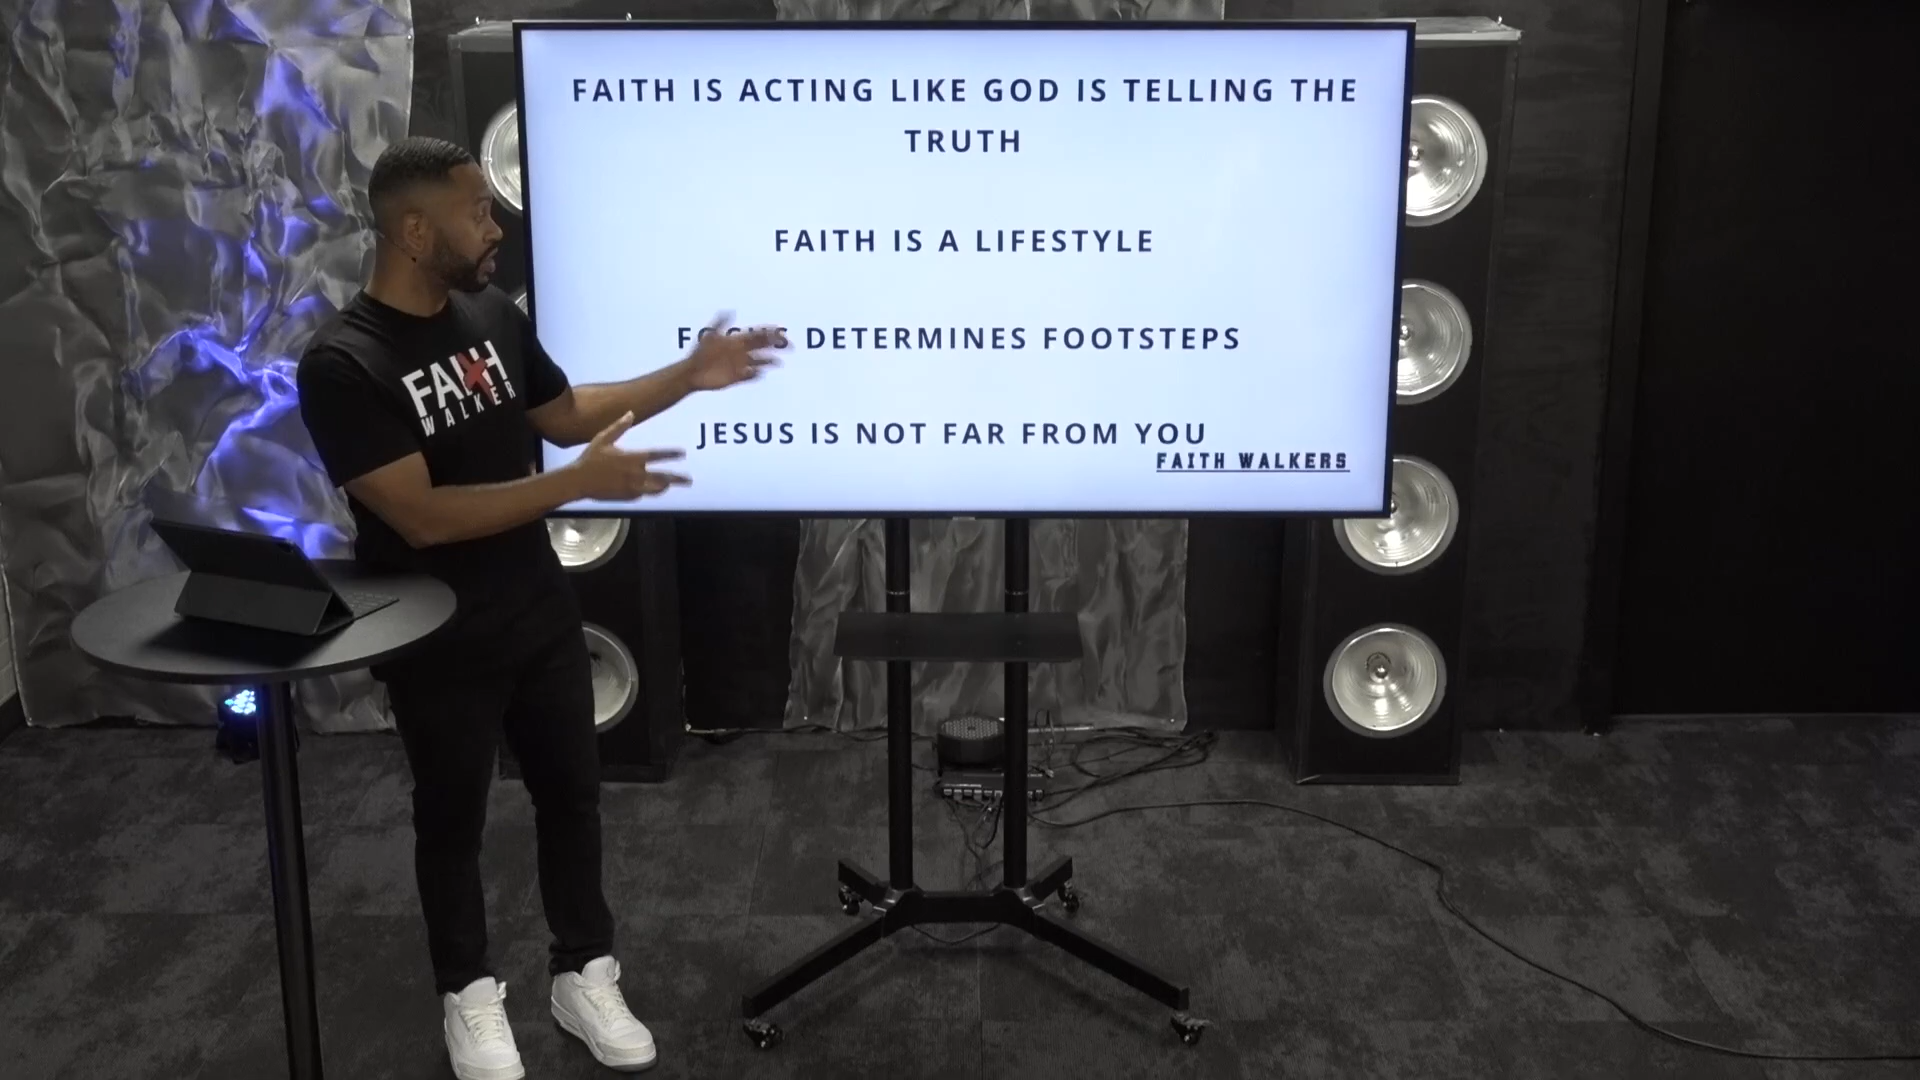 FAITH IS ACTING LIKE GOD IS TELLING THE
TRUTH
FAITH IS A LIFESTYLE
FOCUS DETERMINES FOOTSTEPS
JESUS IS NOT FAR FROM YOU
FAITH WALKERS
FAITH
WALKER